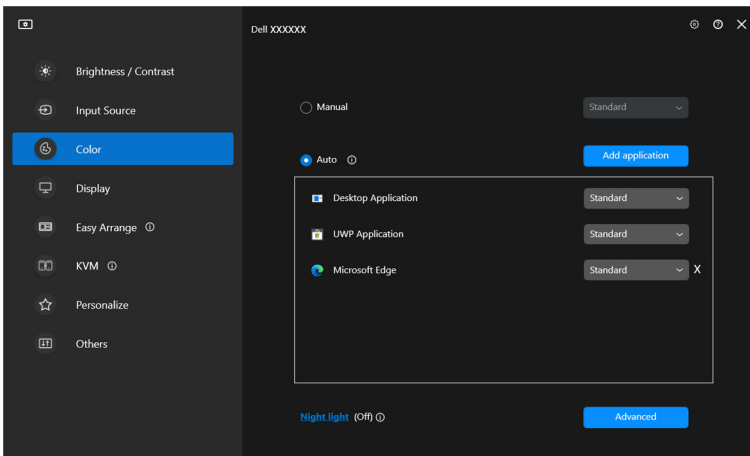 Dell XXXXXX
Brightness / Contrast
Input Source
Color
Display
Easy Arrange
KVM
Personalize
Others
Manual
Standard
Auto
Add application
Desktop Application
Standard
UWP Application
Standard
Microsoft Edge
Standard
X
Night light (Off)
Advanced